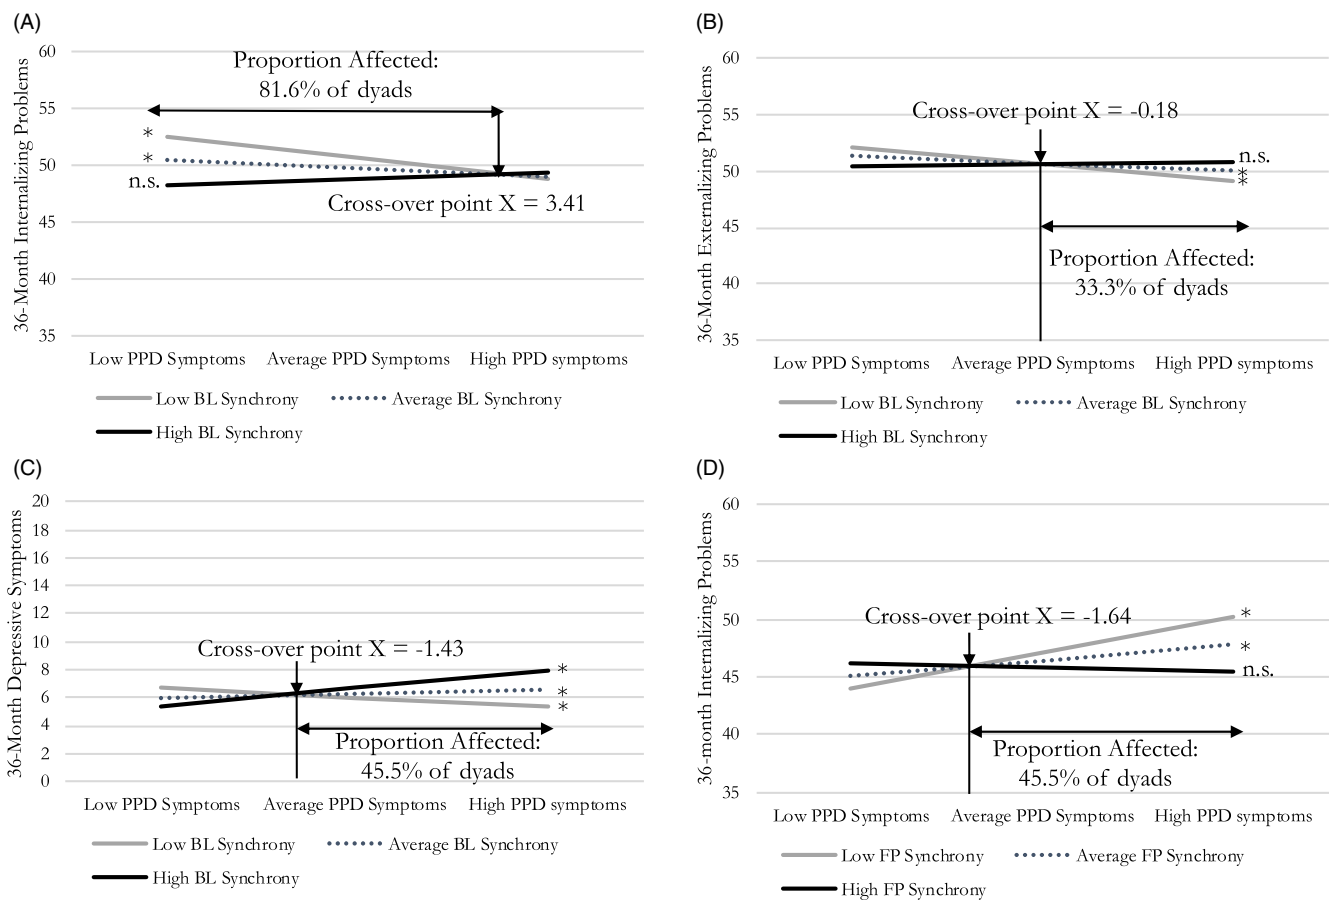 (A)
36-Month Internalizing Problems
60
55
50
45
40
35
Proportion Affected:
81.6% of dyads
*
*
n.s.
Cross-over point X = 3.41
Low PPD Symptoms
Average PPD Symptoms
High PPD symptoms
Low BL Synchrony
Average BL Synchrony
High BL Synchrony
(B)
36-Month Externalizing Problems
60
55
50
45
40
35
Cross-over point X = -0.18
n.s.
*
*
Proportion Affected:
33.3% of dyads
Low PPD Symptoms
Average PPD Symptoms
High PPD symptoms
Low BL Synchrony
Average BL Synchrony
High BL Synchrony
(C)
36-Month Depressive Symptoms
20
18
16
14
12
10
8
6
4
2
0
Cross-over point X = -1.43
*
*
*
Proportion Affected:
45.5% of dyads
Low PPD Symptoms
Average PPD Symptoms
High PPD symptoms
Low BL Synchrony
Average BL Synchrony
High BL Synchrony
(D)
36-month Internalizing Problems
60
55
50
45
40
35
Cross-over point X = -1.64
*
*
n.s.
Proportion Affected:
45.5% of dyads
Low PPD Symptoms
Average PPD Symptoms
High PPD symptoms
Low FP Synchrony
Average FP Synchrony
High FP Synchrony